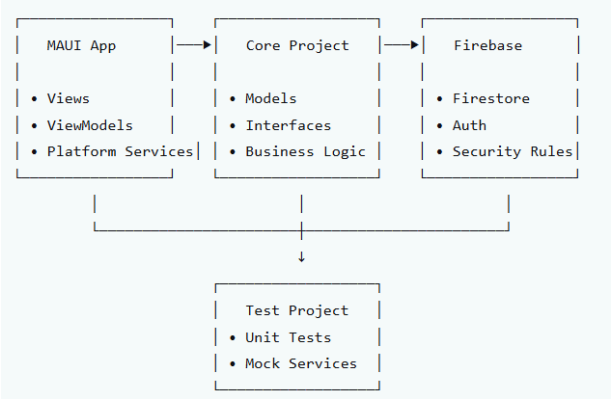 MAUI App
• Views
• ViewModels
• Platform Services
Core Project
• Models
• Interfaces
• Business Logic
Firebase
• Firestore
• Auth
• Security Rules
Test Project
• Unit Tests
• Mock Services